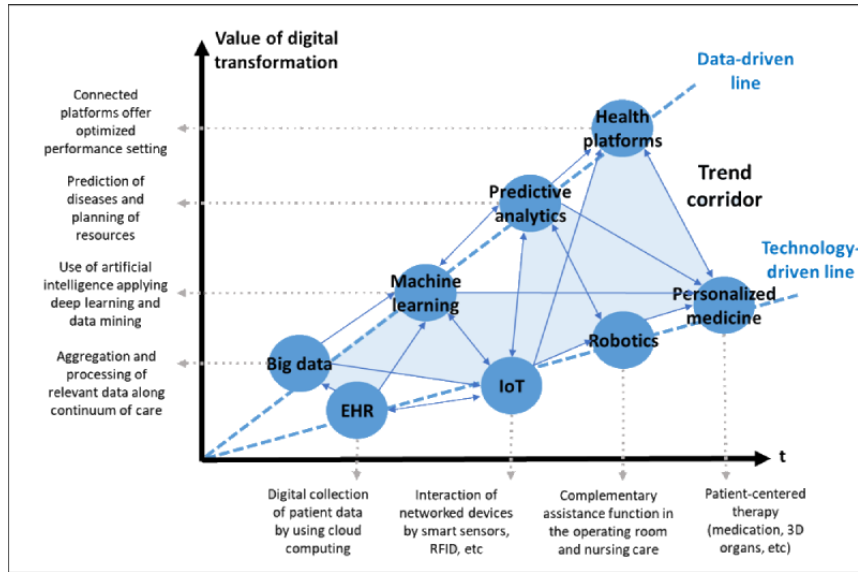 Value of digital
transformation
Data-driven
line
Connected
platforms offer
optimized
performance setting
Health
platforms
Prediction of
diseases and
planning of
resources
Predictive
analytics
Trend
corridor
Technology-
driven line
Use of artificial
intelligence applying
deep learning and
data mining
Machine
learning
Personalized
medicine
Aggregation and
processing of
relevant data along
continuum of care
Big data
Robotics
EHR
IoT
t
Digital collection
of patient data
by using cloud
computing
Interaction of
networked devices
by smart sensors,
RFID, etc
Complementary
assistance function in
the operating room
and nursing care
Patient-centered
therapy
(medication, 3D
organs, etc)